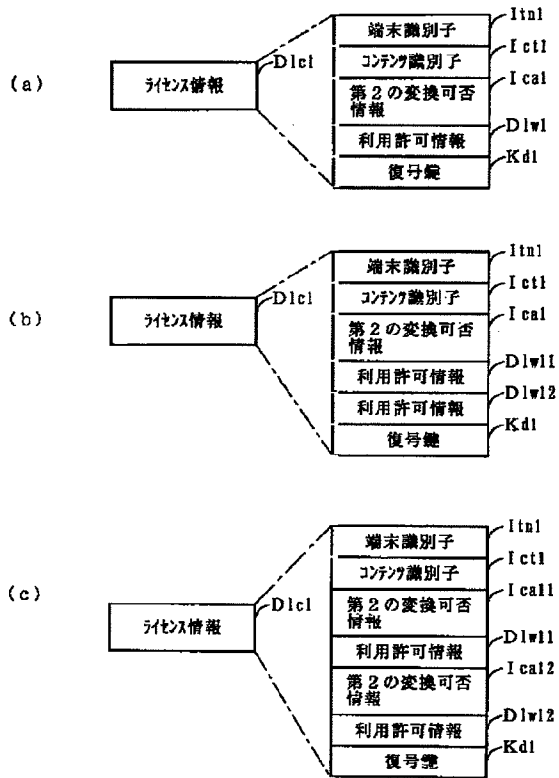 (a)
ライセンス情報
Dlcl
端末識別子
Itn1
コンテンツ識別子
Ict1
第2の変換可否
情報
Ica1
利用許可情報
Dlw1
復号鍵
Kd1
(b)
ライセンス情報
Dlc1
端末識別子
Itn1
コンテンツ識別子
Ict1
第2の変換可否
情報
Ica1
利用許可情報
Dlw11
利用許可情報
Dlw12
復号鍵
Kd1
(c)
ライセンス情報
Dlc1
端末識別子
Itn1
コンテンツ識別子
Ict1
第2の変換可否
情報
Ica11
利用許可情報
Dlw11
第2の変換可否
情報
Ica12
利用許可情報
Dlw12
復号鍵
Kd1